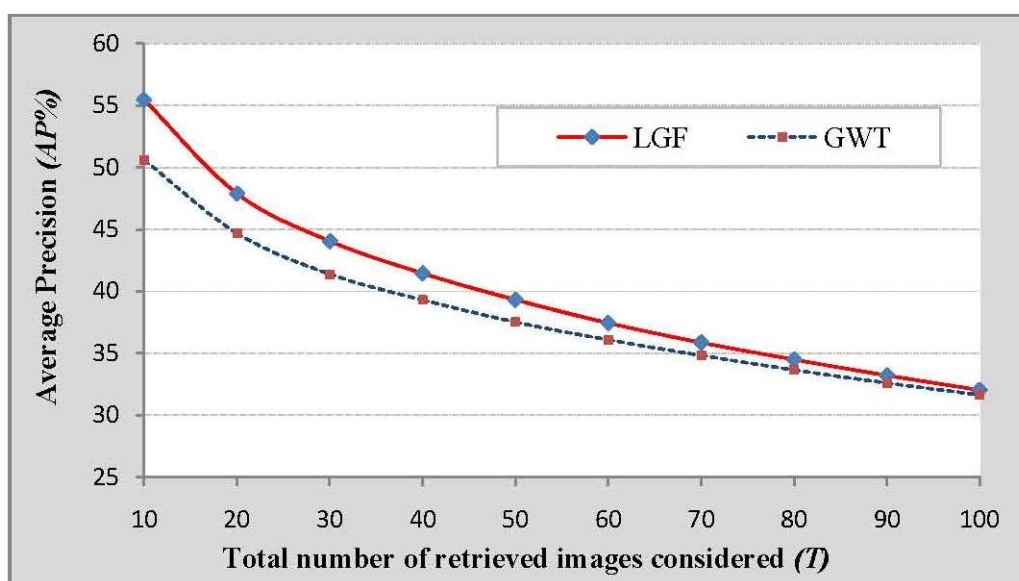 60
55
50
45
40
35
30
25
Average Precision (AP%)
LGF GWT
10 20 30 40 50 60 70 80 90 100
Total number of retrieved images considered (T)